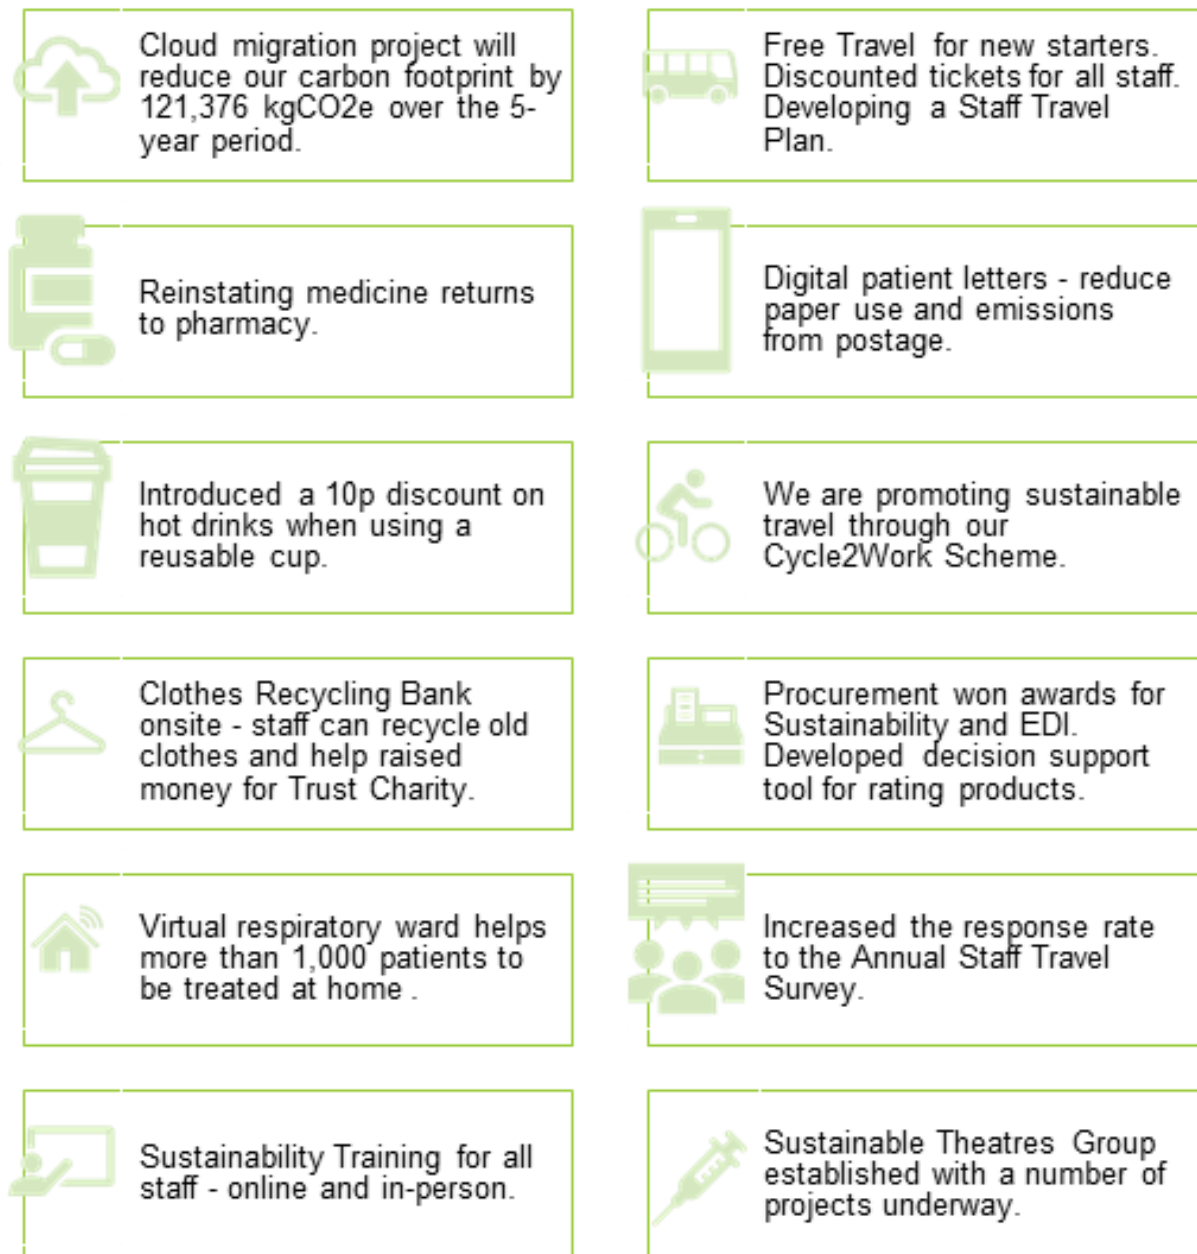 Cloud migration project will
reduce our carbon footprint by
121,376 kgCO2e over the 5-
year period.
Free Travel for new starters.
Discounted tickets for all staff.
Developing a Staff Travel
Plan.
Reinstating medicine returns
to pharmacy.
Digital patient letters - reduce
paper use and emissions
from postage.
Introduced a 10p discount on
hot drinks when using a
reusable cup.
We are promoting sustainable
travel through our
Cycle2Work Scheme.
Clothes Recycling Bank
onsite - staff can recycle old
clothes and help raised
money for Trust Charity.
Procurement won awards for
Sustainability and EDI.
Developed decision support
tool for rating products.
Virtual respiratory ward helps
more than 1,000 patients to
be treated at home .
Increased the response rate
to the Annual Staff Travel
Survey.
Sustainability Training for all
staff - online and in-person.
Sustainable Theatres Group
established with a number of
projects underway.